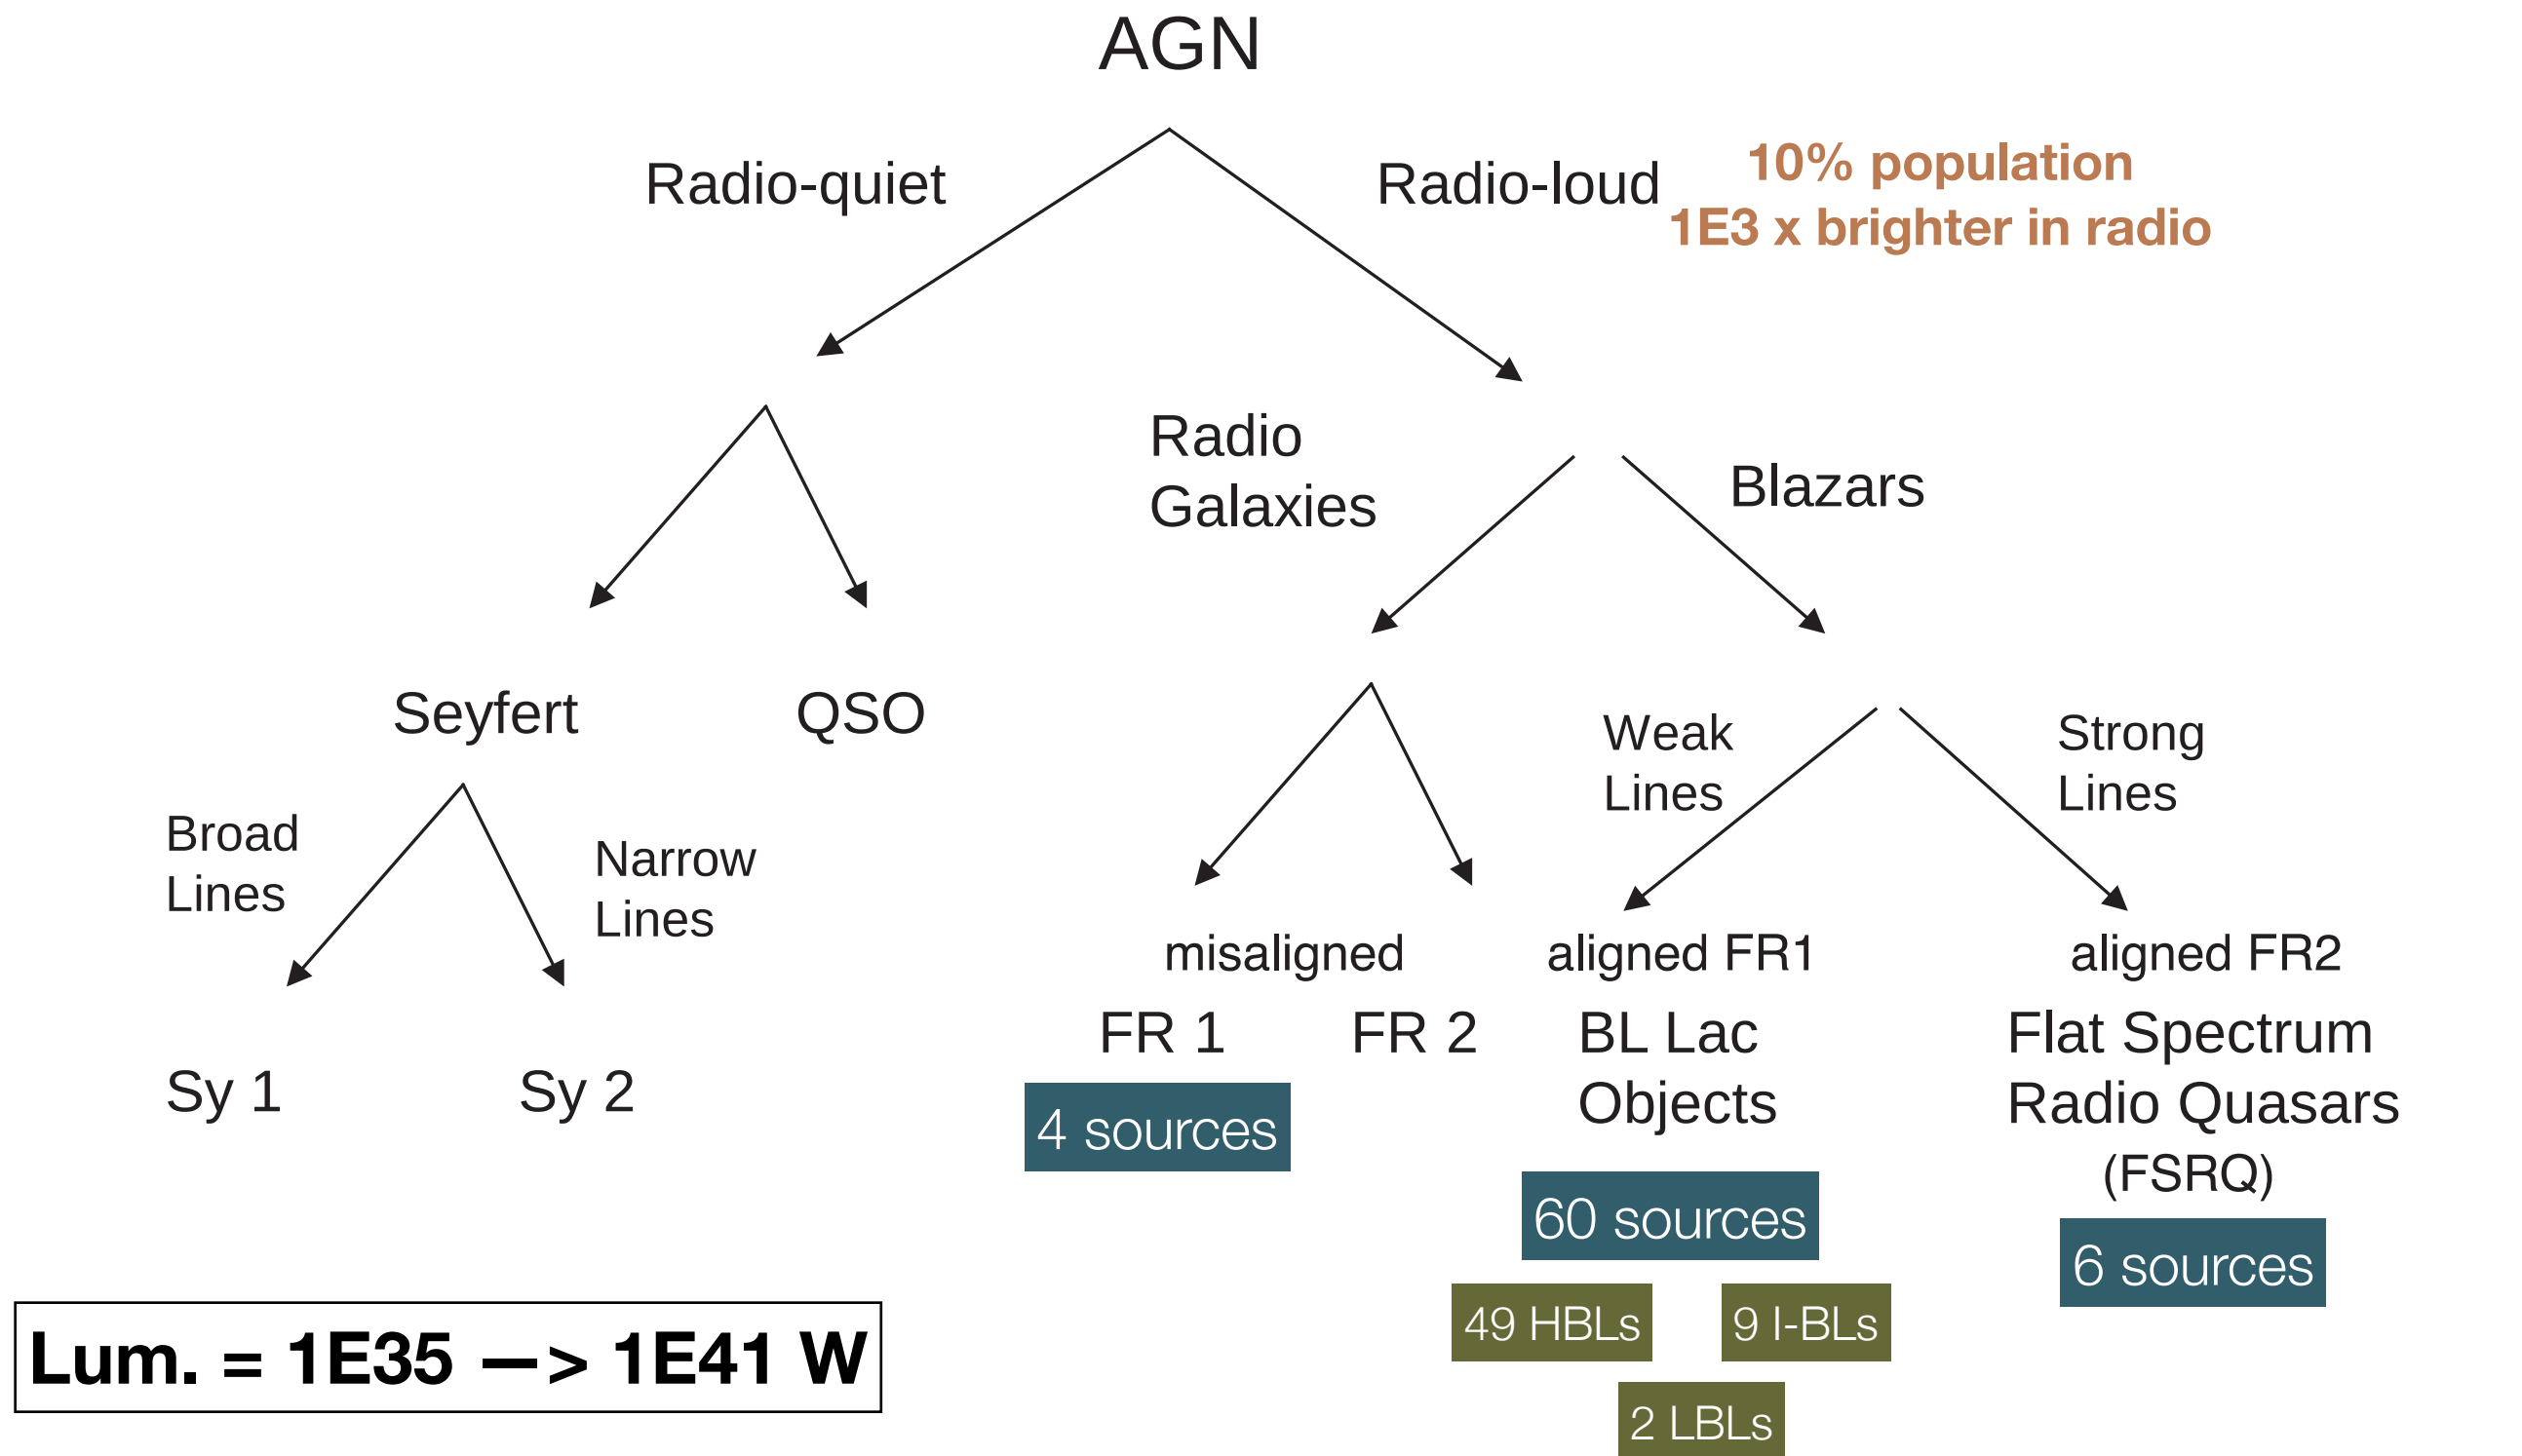 AGN
Radio-quiet
Radio-loud
10% population
1E3 x brighter in radio
Radio
Galaxies
Blazars
Seyfert
QSO
Weak
Lines
Strong
Lines
Broad
Lines
Narrow
Lines
misaligned
aligned FR1
aligned FR2
FR 1
FR 2
BL Lac
Objects
Flat Spectrum
Radio Quasars
(FSRQ)
Sy 1
Sy 2
4 sources
60 sources
6 sources
49 HBLs
9 I-BLs
2 LBLs
Lum. = 1E35 —> 1E41 W